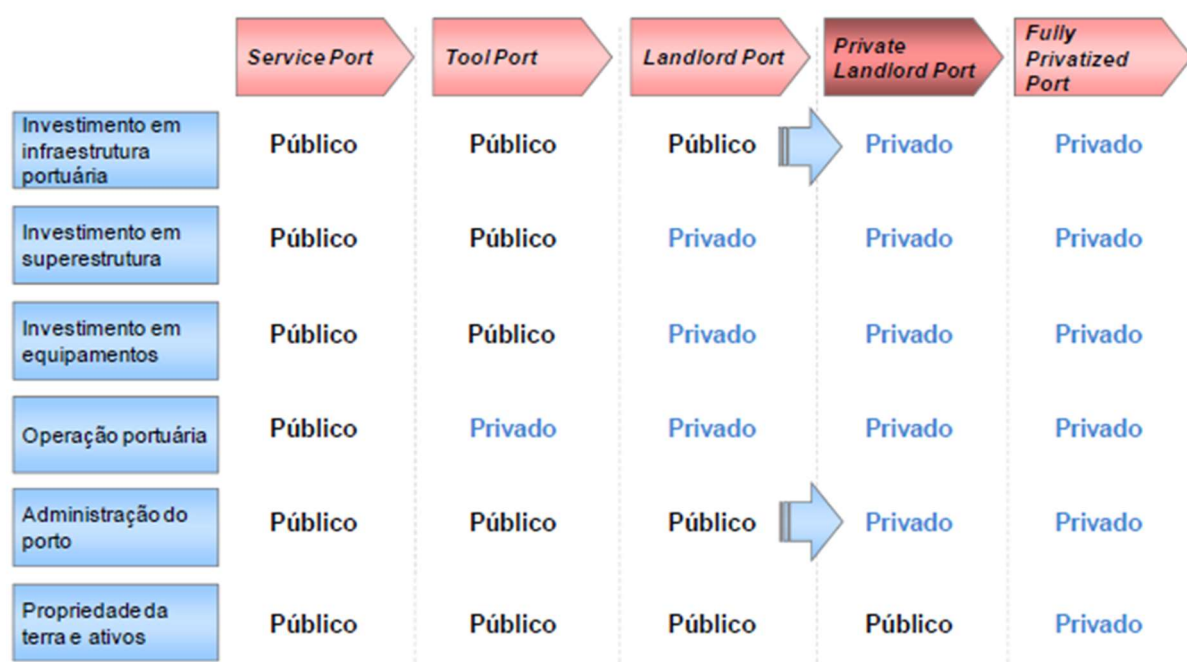 Service Port
Tool Port
Landlord Port
Private
Landlord Port
Fully
Privatized
Port
Investimento em
infraestrutura
portuária
Público
Público
Público
Privado
Privado
Investimento em
superestrutura
Público
Público
Privado
Privado
Privado
Investimento em
equipamentos
Público
Público
Privado
Privado
Privado
Operação portuária
Público
Privado
Privado
Privado
Privado
Administração do
porto
Público
Público
Público
Privado
Privado
Propriedade da
terra e ativos
Público
Público
Público
Público
Privado